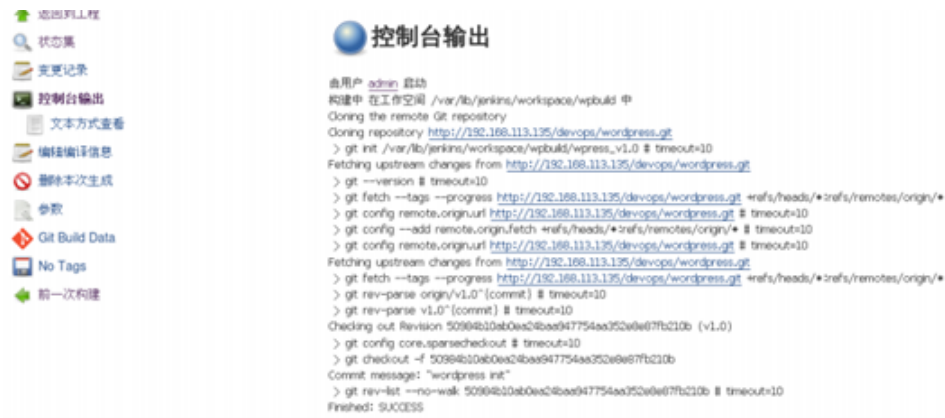 返回到工程
状态集
变更记录
控制台输出
文本方式查看
编辑编译信息
删除本次生成
参数
Git Build Data
No Tags
前一次构建
控制台输出
由用户 admin 启动
构建中 在工作空间 /var/lib/jenkins/workspace/wpbuild 中
Cloning the remote Git repository
Cloning repository http://192.168.113.135/devops/wordpress.git
> git init /var/lib/jenkins/workspace/wpbuild/wpress_v1.0 # timeout=10
Fetching upstream changes from http://192.168.113.135/devops/wordpress.git
> git --version # timeout=10
> git fetch --tags --progress http://192.168.113.135/devops/wordpress.git +refs/heads/*:refs/remotes/origin/*
> git config remote.origin.url http://192.168.113.135/devops/wordpress.git # timeout=10
> git config --add remote.origin.fetch +refs/heads/*:refs/remotes/origin/* # timeout=10
> git config remote.origin.url http://192.168.113.135/devops/wordpress.git # timeout=10
Fetching upstream changes from http://192.168.113.135/devops/wordpress.git
> git fetch --tags --progress http://192.168.113.135/devops/wordpress.git +refs/heads/*:refs/remotes/origin/*
> git rev-parse origin/v1.0^{commit} # timeout=10
> git rev-parse v1.0^{commit} # timeout=10
Checking out Revision 50984b10ab0ea24baa947754aa352e8e87fb210b (v1.0)
> git config core.sparsecheckout # timeout=10
> git checkout -f 50984b10ab0ea24baa947754aa352e8e87fb210b
Commit message: "wordpress init"
> git rev-list --no-walk 50984b10ab0ea24baa947754aa352e8e87fb210b # timeout=10
Finished: SUCCESS